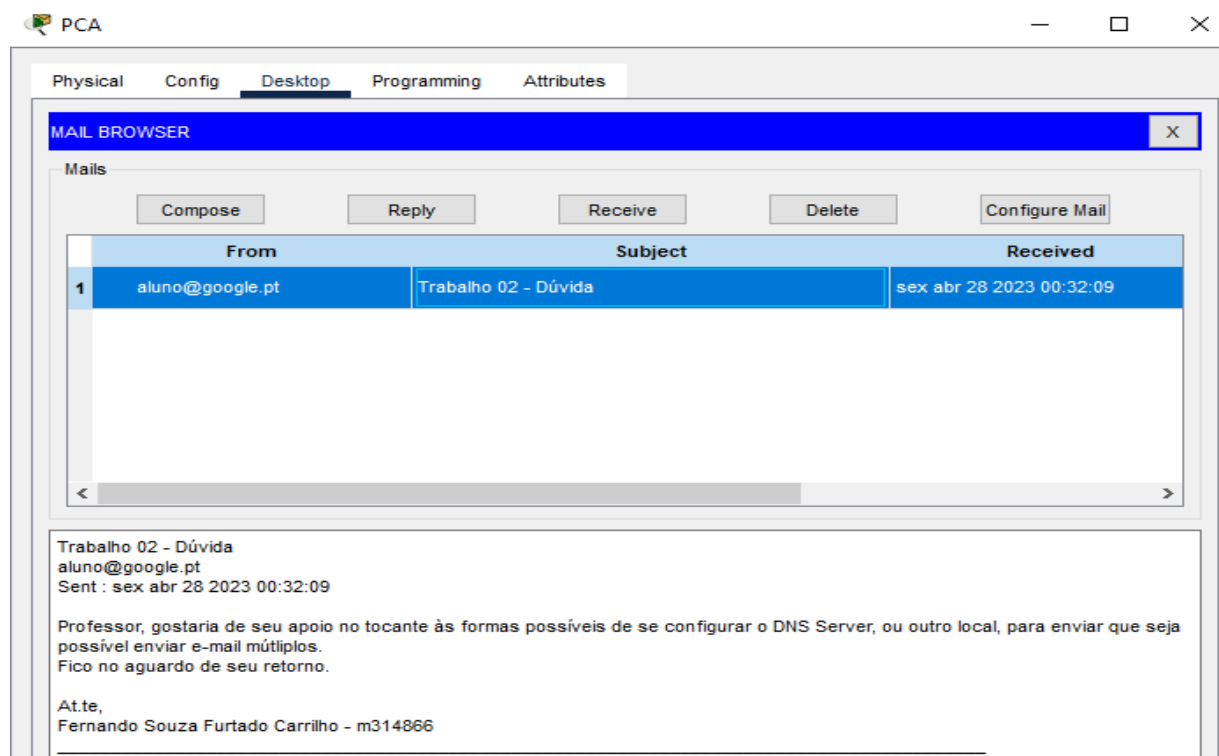 PCA
Physical Config Desktop Programming Attributes
MAIL BROWSER
X
Mails
Compose Reply Receive Delete Configure Mail
From Subject Received
1 aluno@google.pt Trabalho 02 - Dúvida sex abr 28 2023 00:32:09
Trabalho 02 - Dúvida
aluno@google.pt
Sent : sex abr 28 2023 00:32:09
Professor, gostaria de seu apoio no tocante às formas possíveis de se configurar o DNS Server, ou outro local, para enviar que seja
possível enviar e-mail mútliplos.
Fico no aguardo de seu retorno.
At.te,
Fernando Souza Furtado Carrilho - m314866